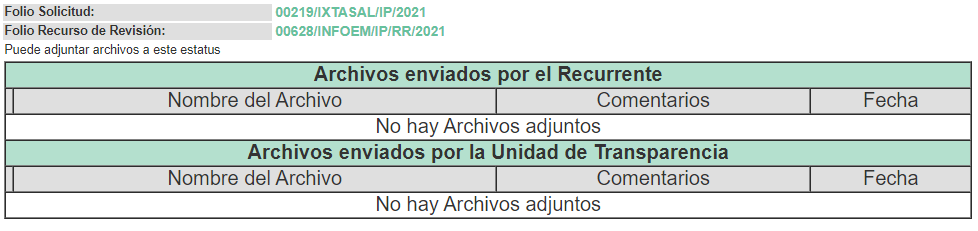 Folio Solicitud: 00219/IXTASAL/IP/2021
Folio Recurso de Revisión: 00628/INFOEM/IP/RR/2021
Puede adjuntar archivos a este estatus
Archivos enviados por el Recurrente
Nombre del Archivo Comentarios Fecha
No hay Archivos adjuntos
Archivos enviados por la Unidad de Transparencia
Nombre del Archivo Comentarios Fecha
No hay Archivos adjuntos